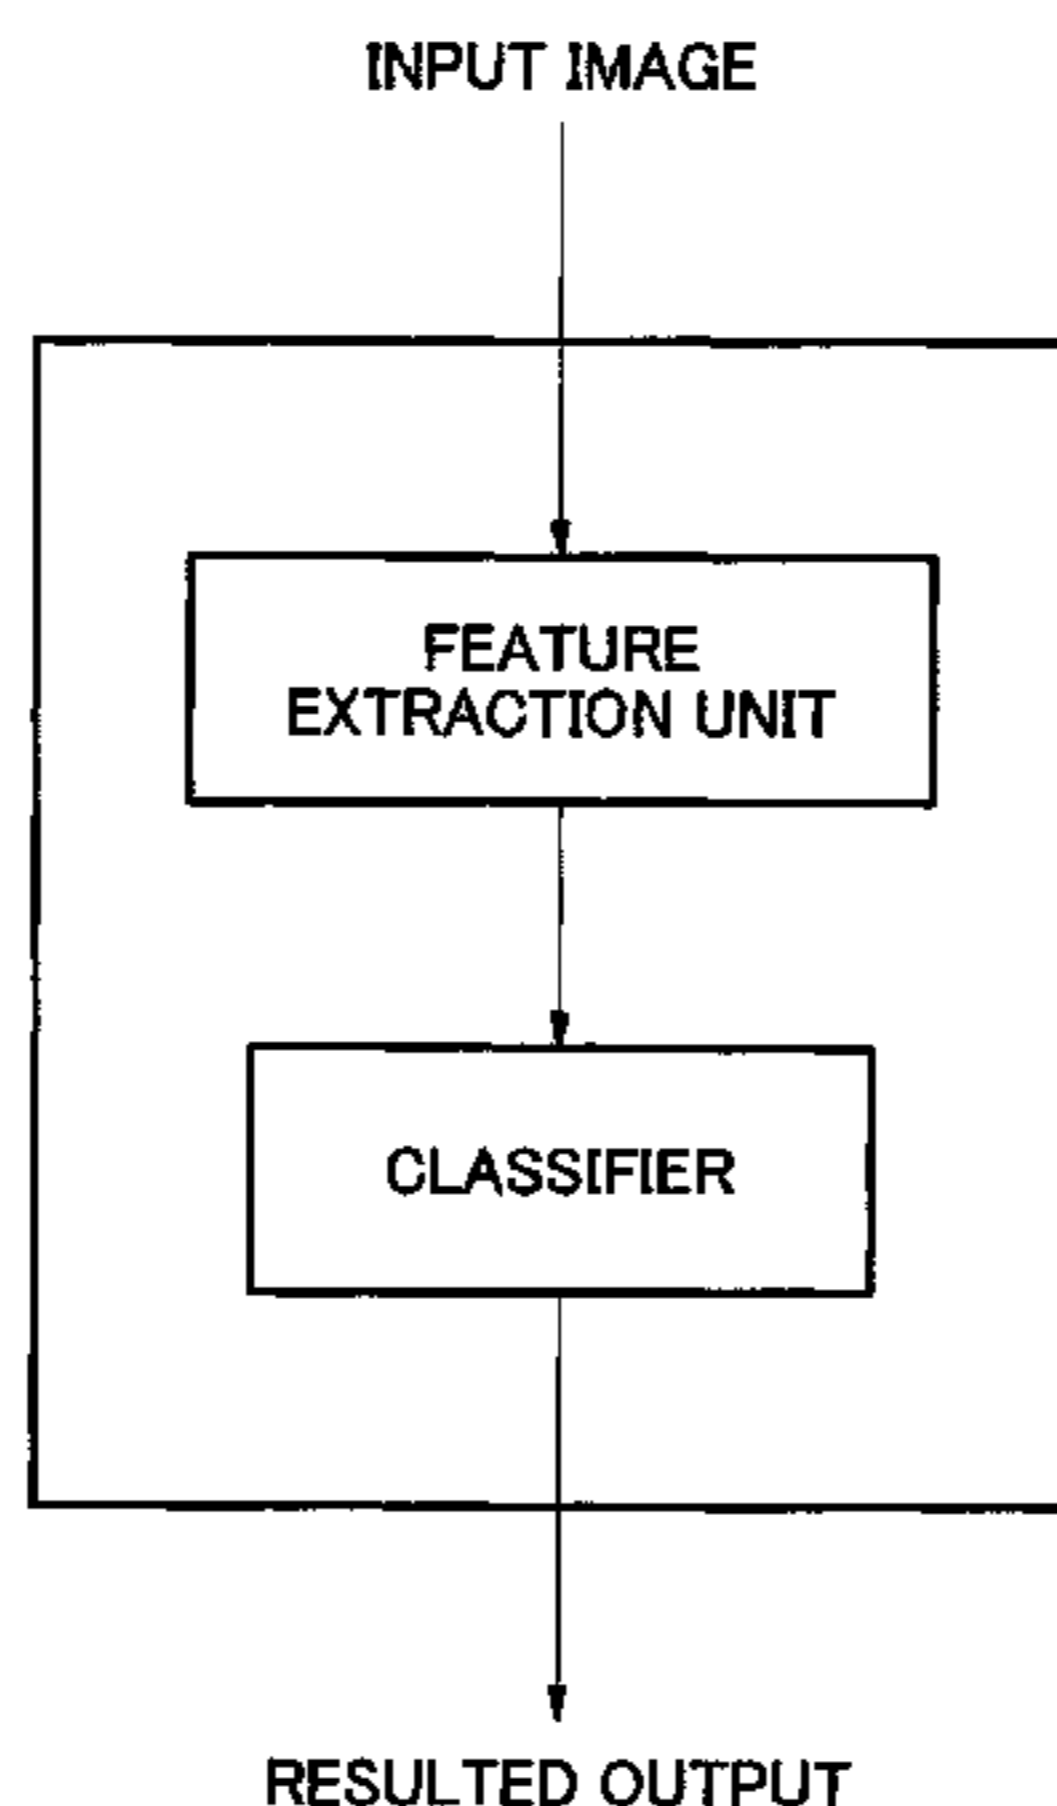 INPUT IMAGE
FEATURE
EXTRACTION UNIT
CLASSIFIER
RESULTED OUTPUT